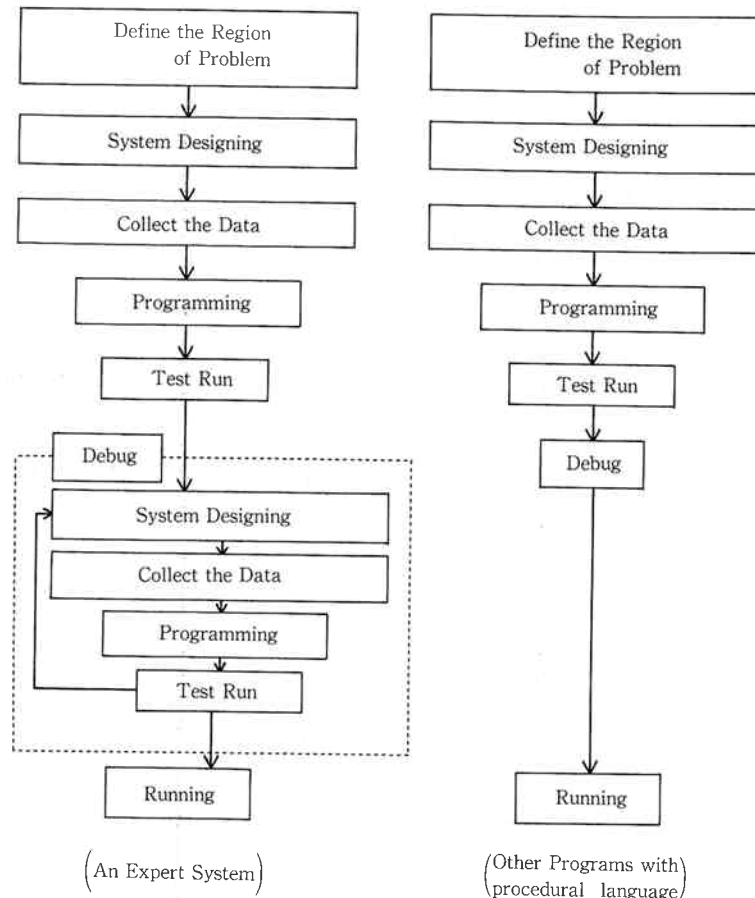 Define the Region
of Problem
System Designing
Collect the Data
Programming
Test Run
Debug
System Designing
Collect the Data
Programming
Test Run
Running
(An Expert System)
Define the Region
of Problem
System Designing
Collect the Data
Programming
Test Run
Debug
Running
(Other Programs with
procedural language)